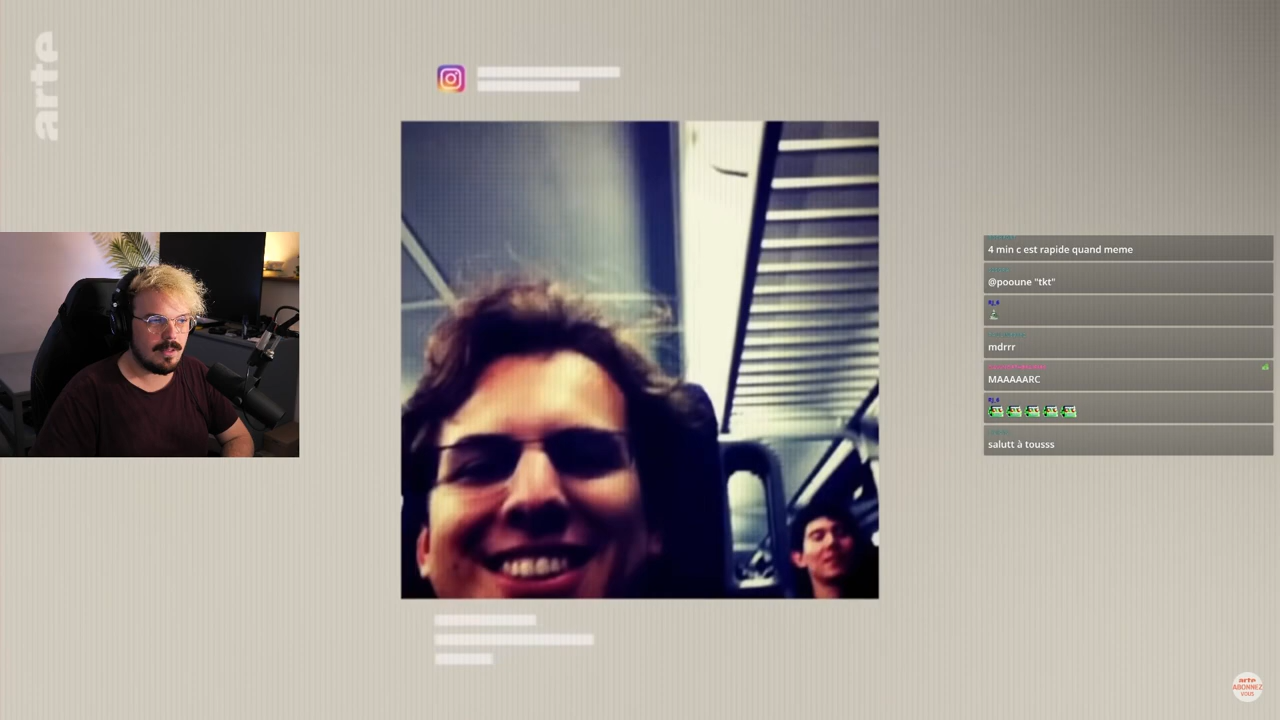 arte
4 min c est rapide quand meme
@pooune "tkt"
mdrrr
MAAAAARC
salutt à tousss
arte
ABONNEZ
VOUS